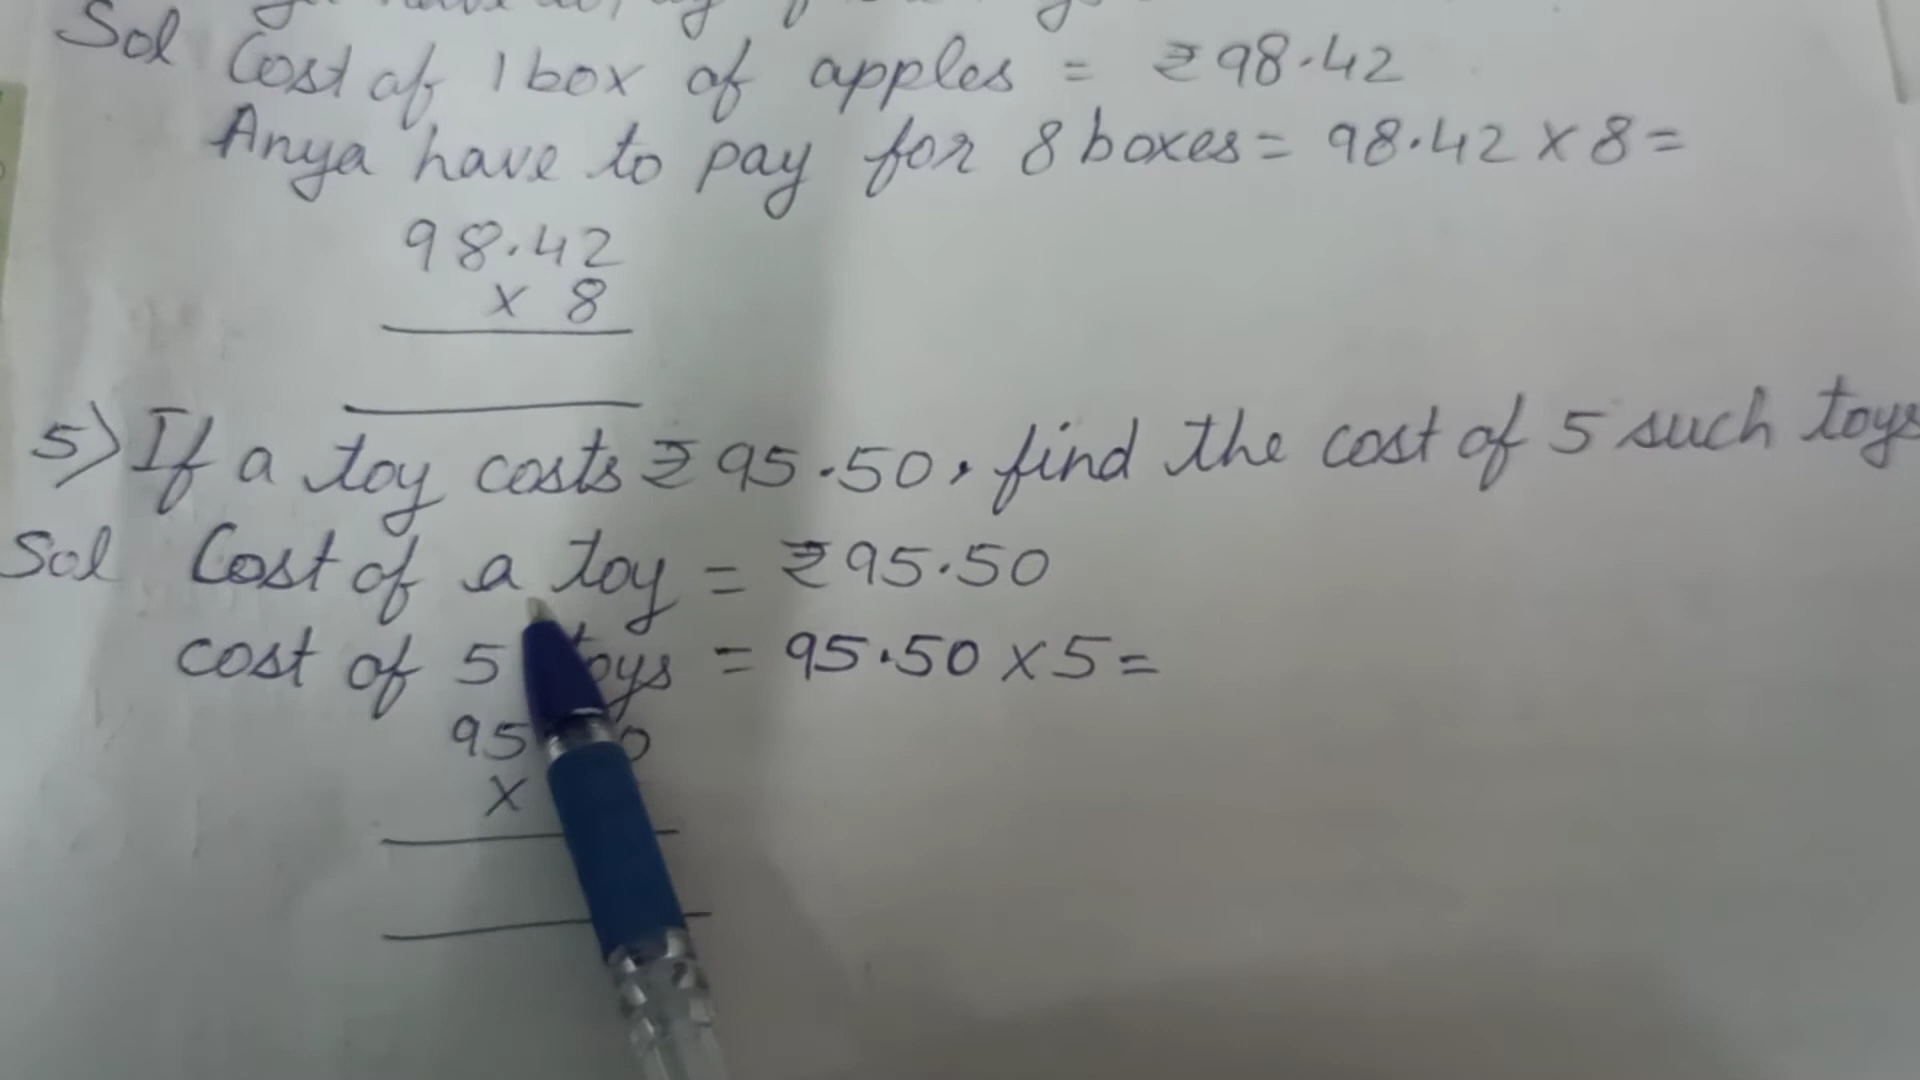 Sol Cost of 1 box of apples = ₹98.42
Anya have to pay for 8 boxes = 98.42 x 8 =
98.42
x 8
5) If a toy costs ₹95.50, find the cost of 5 such toys
Sol Cost of a toy = ₹95.50
cost of 5 toys = 95.50 x 5 =
95
x